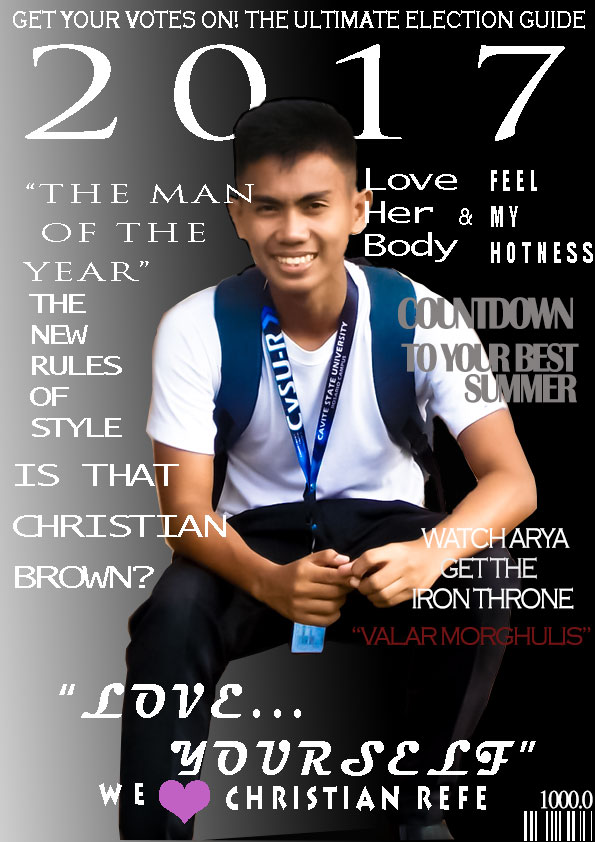 GET YOUR VOTES ON! THE ULTIMATE ELECTION GUIDE
2017
“THE MAN
OF THE
YEAR”
THE
NEW
RULES
OF
STYLE
IS THAT
CHRISTIAN
BROWN?
Love
Her &
Body
FEEL
MY
HOTNESS
COUNTDOWN
TO YOUR BEST
SUMMER
CVSU-R
CAVITE STATE UNIVERSITY
WATCH ARYA
GET THE
IRON THRONE
“VALAR MORGHULIS”
“LOVE...
YOURSELF”
WE CHRISTIAN REFE
1000.0